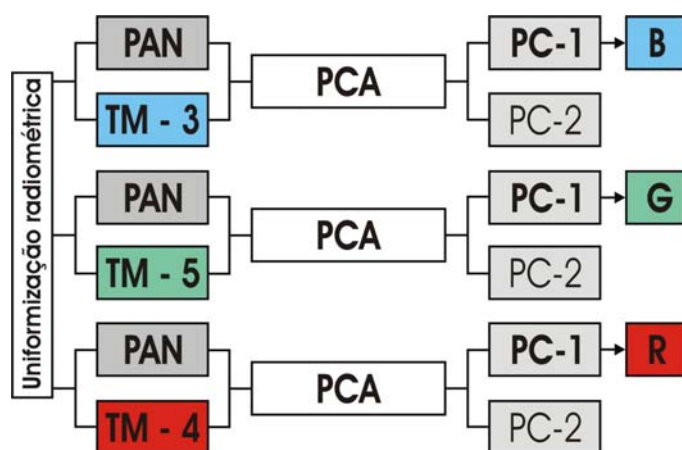 Uniformização radiométrica
PAN
TM - 3
PCA
PC-1
B
PC-2
PAN
TM - 5
PCA
PC-1
G
PC-2
PAN
TM - 4
PCA
PC-1
R
PC-2